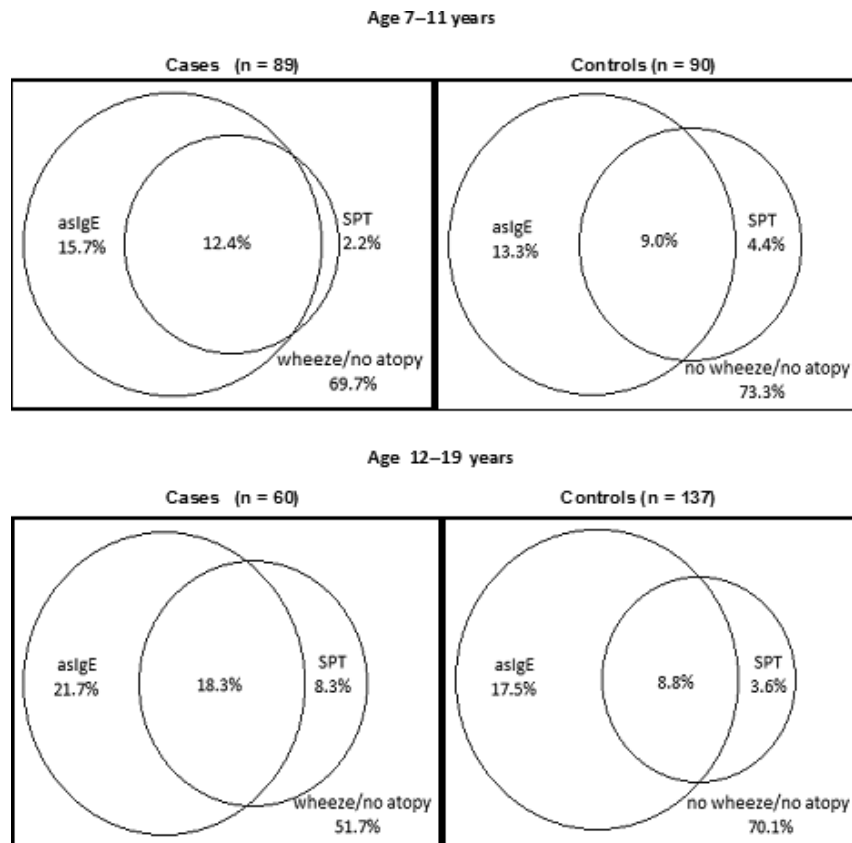 Age 7–11 years
Cases (n = 89)
Controls (n = 90)
asIgE
15.7%
12.4%
SPT
2.2%
wheeze/no atopy
69.7%
asIgE
13.3%
9.0%
SPT
4.4%
no wheeze/no atopy
73.3%
Age 12–19 years
Cases (n = 60)
Controls (n = 137)
asIgE
21.7%
18.3%
SPT
8.3%
wheeze/no atopy
51.7%
asIgE
17.5%
8.8%
SPT
3.6%
no wheeze/no atopy
70.1%